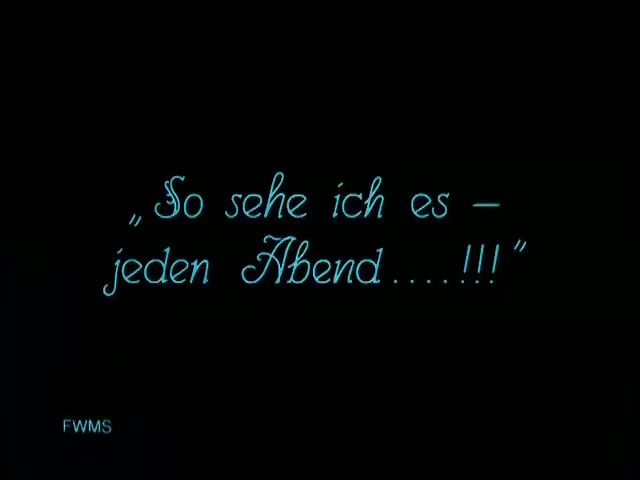 „So sehe ich es –
jeden Abend....!!!”
FWMS